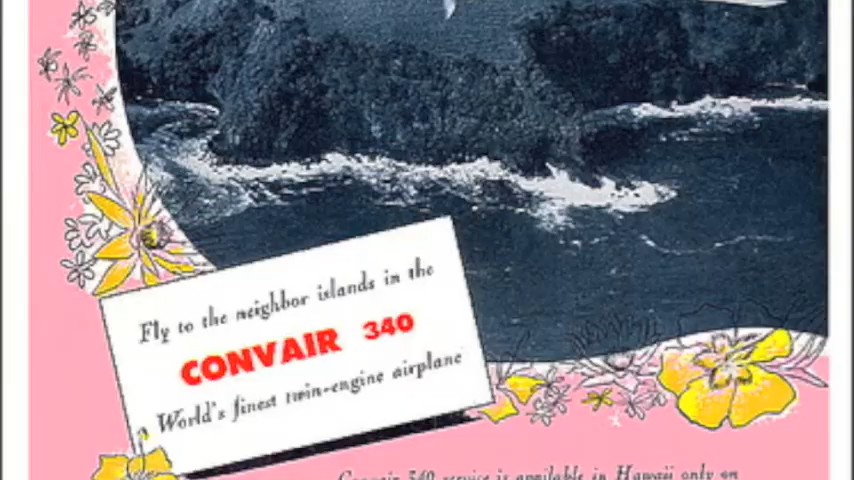 Fly to the neighbor islands in the
CONVAIR 340
World's finest twin-engine airplane
Convair 340 service is available in Hawaii only on